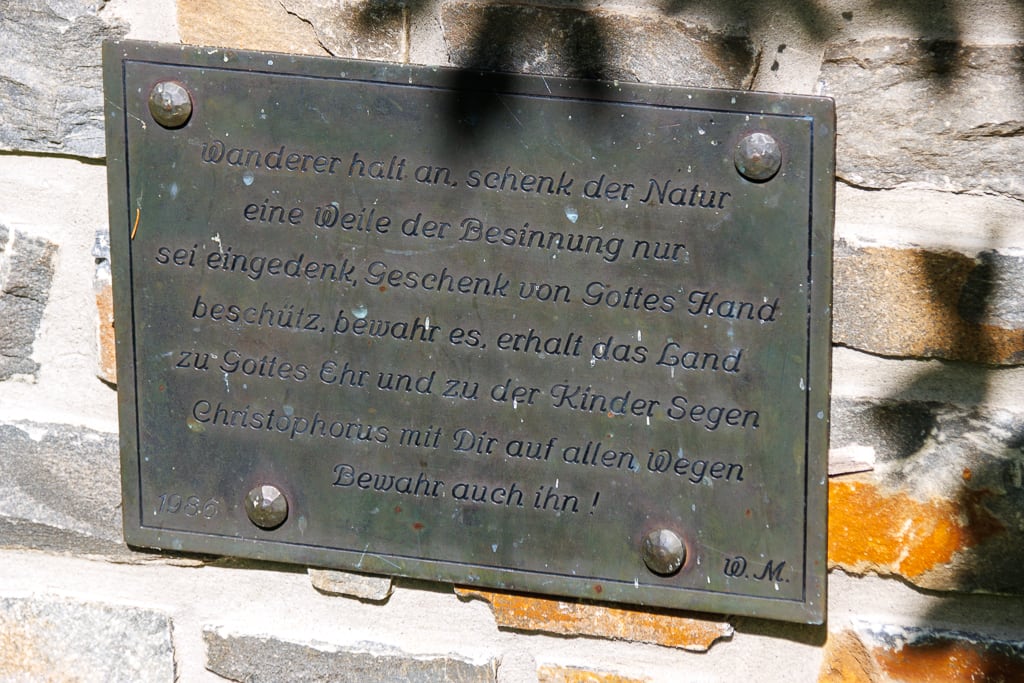 Wanderer halt an, schenk der Natur
eine Weile der Besinnung nur
sei eingedenk, Geschenk von Gottes Hand
beschütz, bewahr es, erhalt das Land
zu Gottes Ehr und zu der Kinder Segen
Christophorus mit Dir auf allen Wegen
Bewahr auch ihn !
1986
W. M.